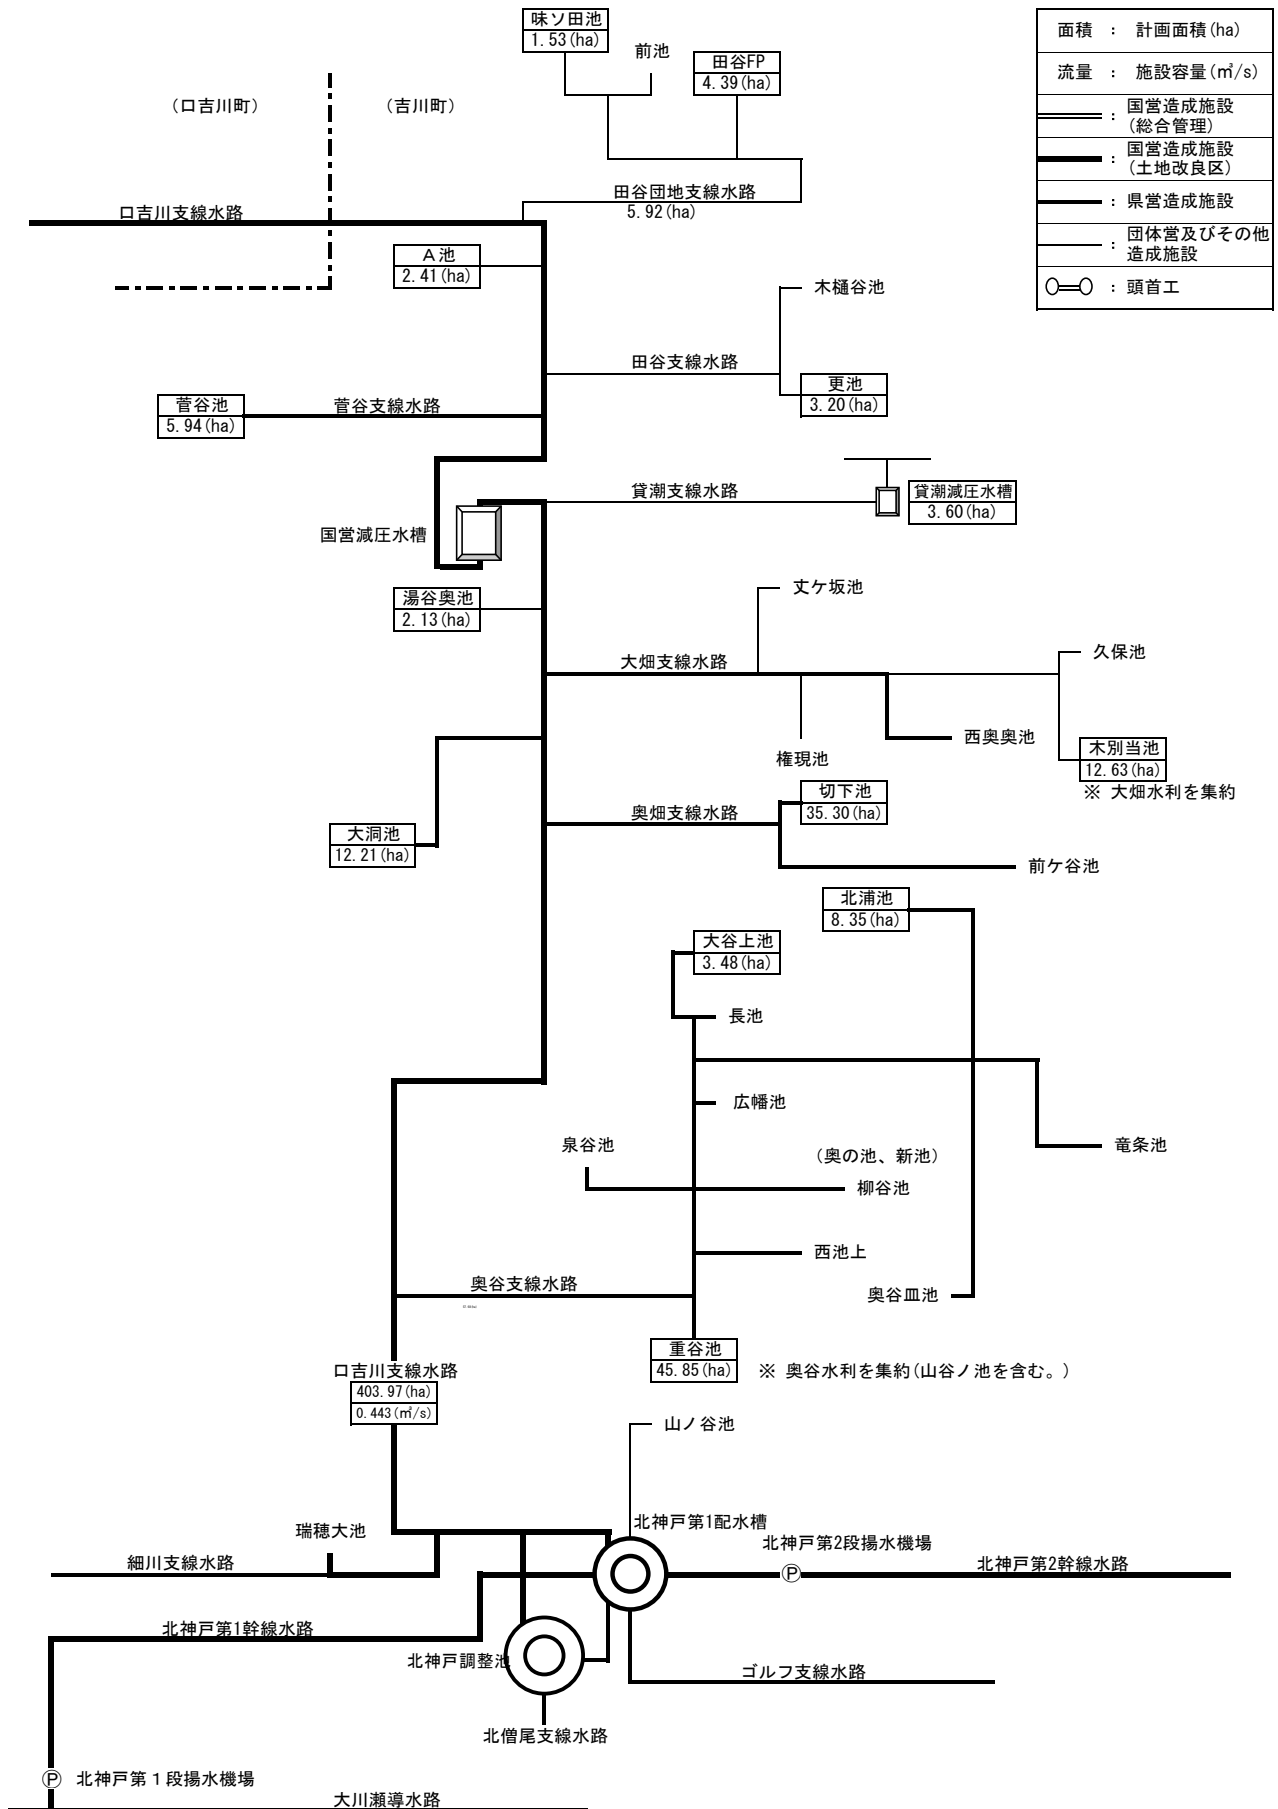 味ソ田池
1.53(ha)
前池
田谷FP
4.39(ha)
面積 ： 計画面積(ha)
流量 ： 施設容量(㎥/s)
： 国営造成施設
(総合管理)
： 国営造成施設
(土地改良区)
： 県営造成施設
： 団体営及びその他
造成施設
： 頭首工
(口吉川町)
(吉川町)
田谷団地支線水路
5.92(ha)
口吉川支線水路
Ａ池
2.41(ha)
木樋谷池
田谷支線水路
更池
3.20(ha)
菅谷池
5.94(ha)
菅谷支線水路
貸潮支線水路
貸潮減圧水槽
3.60(ha)
国営減圧水槽
湯谷奥池
2.13(ha)
丈ケ坂池
大畑支線水路
久保池
西奥奥池
権現池
木別当池
12.63(ha)
※ 大畑水利を集約
切下池
35.30(ha)
奥畑支線水路
大洞池
12.21(ha)
前ケ谷池
北浦池
8.35(ha)
大谷上池
3.48(ha)
長池
広幡池
泉谷池
(奥の池、新池)
竜条池
柳谷池
西池上
奥谷支線水路
奥谷皿池
重谷池
45.85(ha)
※ 奥谷水利を集約(山谷ノ池を含む。)
口吉川支線水路
403.97(ha)
0.443(㎥/s)
山ノ谷池
瑞穂大池
北神戸第1配水槽
北神戸第2段揚水機場
細川支線水路
Ⓟ
北神戸第2幹線水路
北神戸第1幹線水路
北神戸調整池
ゴルフ支線水路
北僧尾支線水路
Ⓟ 北神戸第１段揚水機場
大川瀬導水路